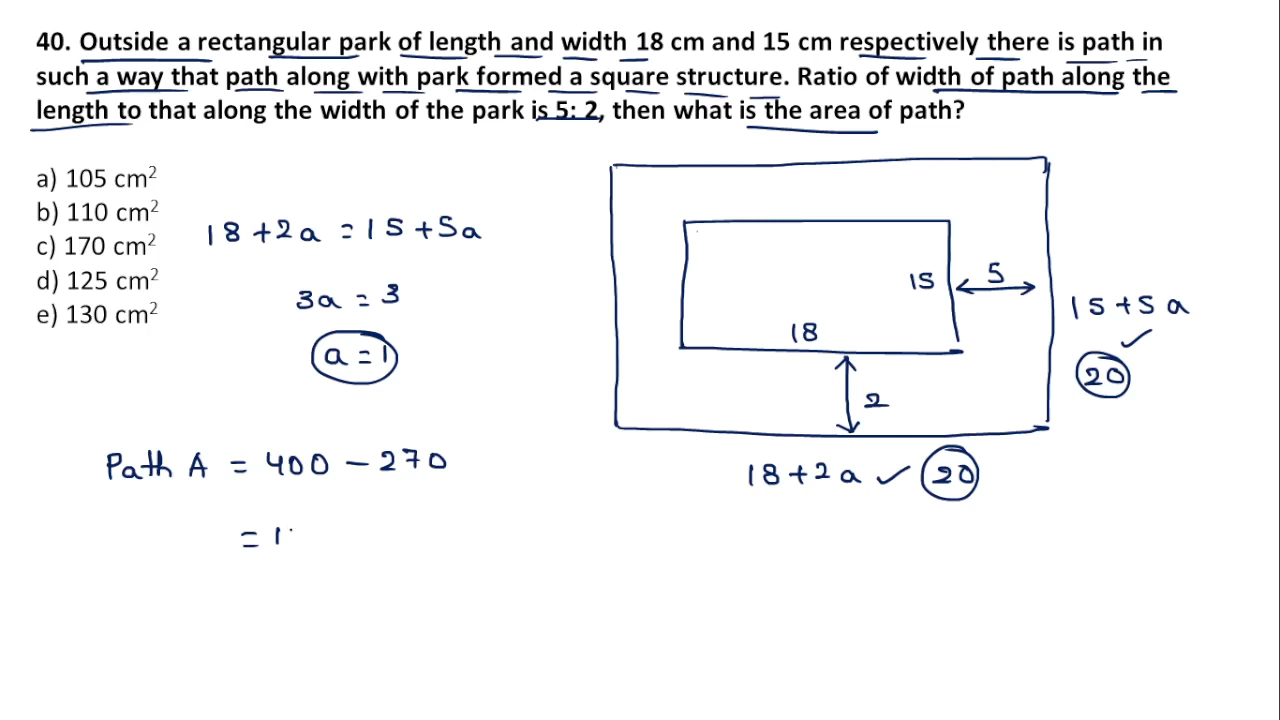 40. Outside a rectangular park of length and width 18 cm and 15 cm respectively there is path in
such a way that path along with park formed a square structure. Ratio of width of path along the
length to that along the width of the park is 5: 2, then what is the area of path?
a) 105 cm²
b) 110 cm²
c) 170 cm²
d) 125 cm²
e) 130 cm²
18 + 2a = 15 + 5a
3a = 3
a = 1
Path A = 400 - 270
= 1
15
5
18
2
15 + 5a
20
18 + 2a ✓ 20